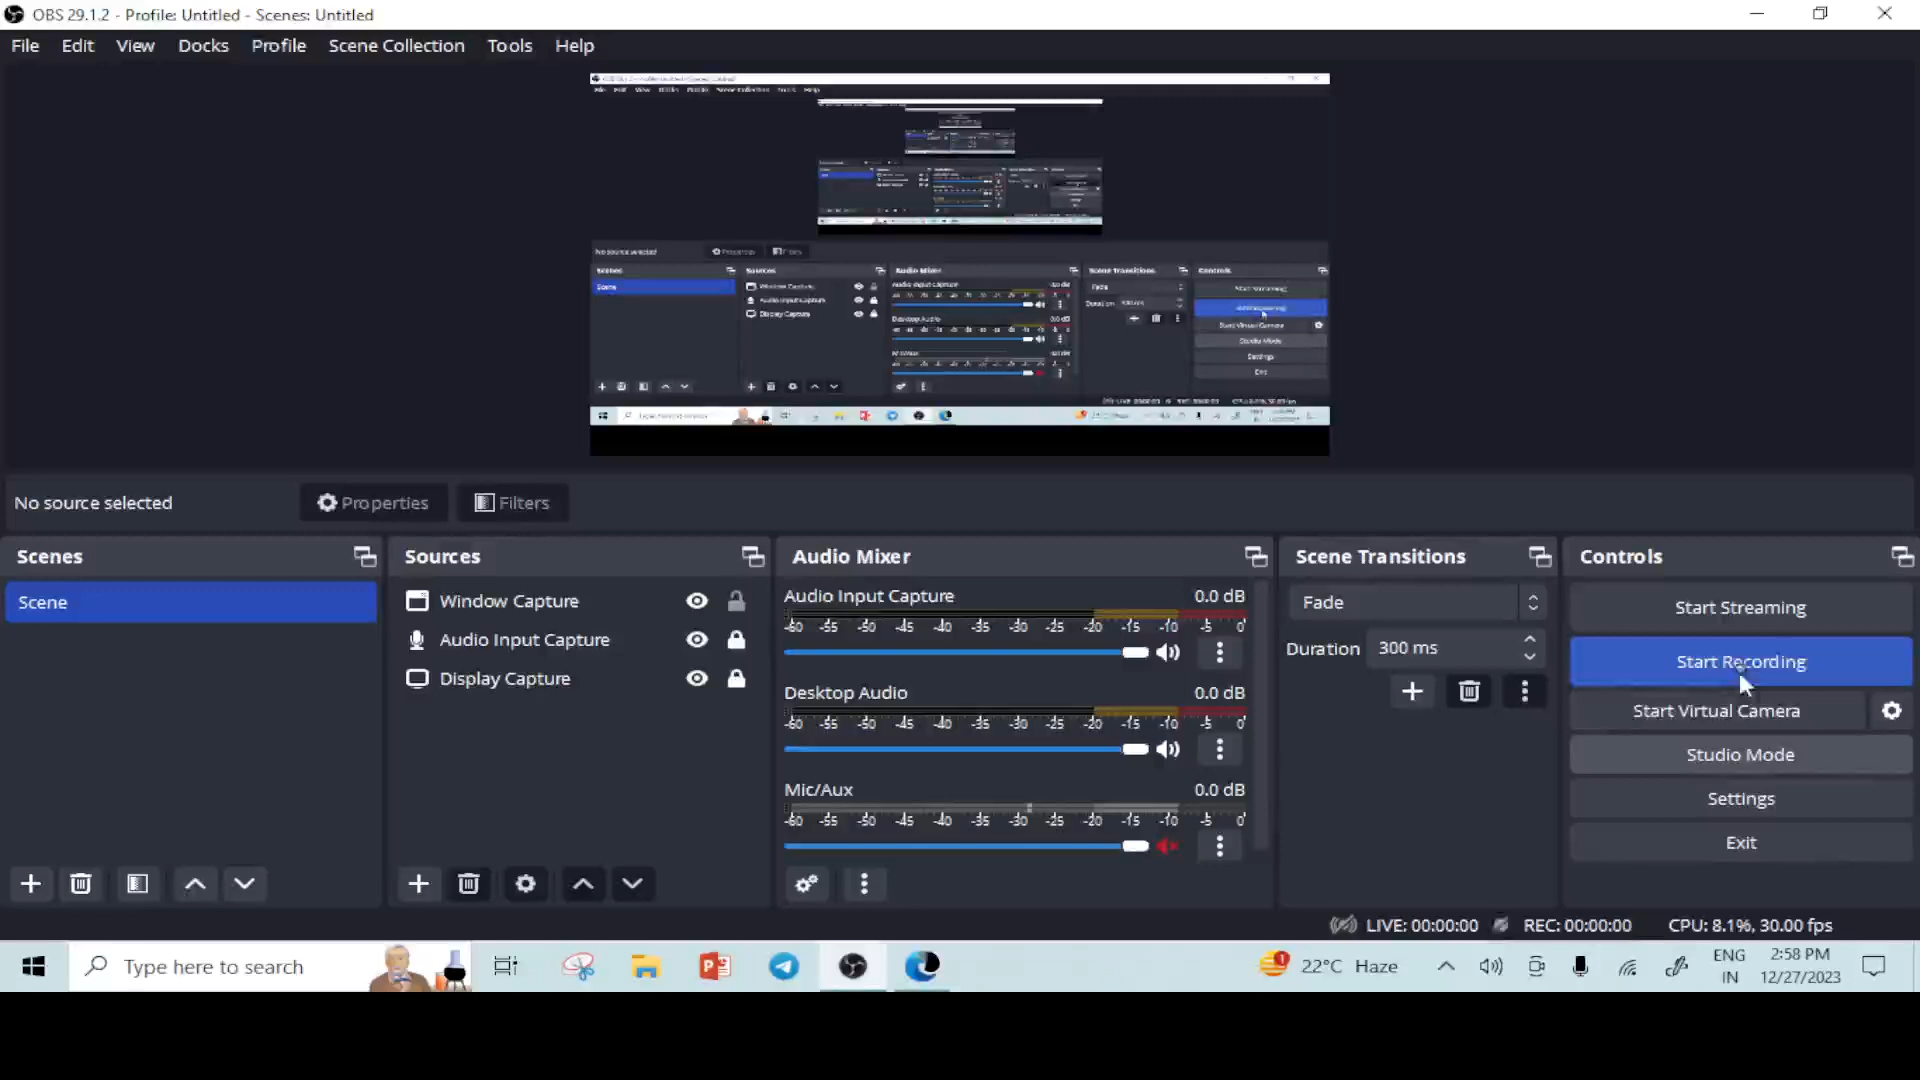 OBS 29.1.2 - Profile: Untitled - Scenes: Untitled
File Edit View Docks Profile Scene Collection Tools Help
No source selected Properties Filters
Scenes
Scene
Sources
Window Capture
Audio Input Capture
Display Capture
Audio Mixer
Audio Input Capture 0.0 dB
-60 -55 -50 -45 -40 -35 -30 -25 -20 -15 -10 -5 0
Desktop Audio 0.0 dB
-60 -55 -50 -45 -40 -35 -30 -25 -20 -15 -10 -5 0
Mic/Aux 0.0 dB
-60 -55 -50 -45 -40 -35 -30 -25 -20 -15 -10 -5 0
Scene Transitions
Fade
Duration 300 ms
Controls
Start Streaming
Start Recording
Start Virtual Camera
Studio Mode
Settings
Exit
LIVE: 00:00:00 REC: 00:00:00 CPU: 8.1%, 30.00 fps
Type here to search
1 22°C Haze
ENG
IN
2:58 PM
12/27/2023